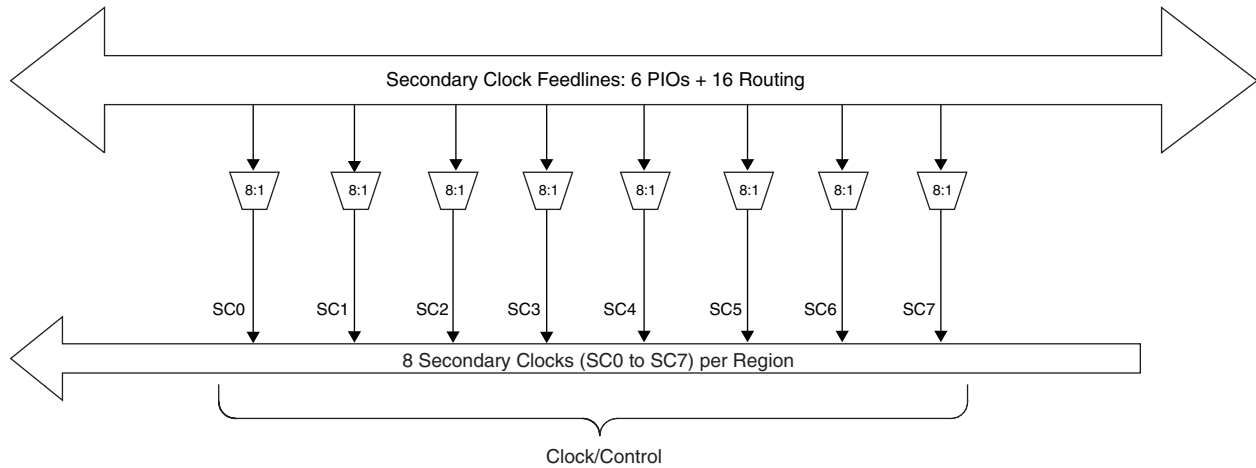 Secondary Clock Feedlines: 6 PIOs + 16 Routing
8:1 8:1 8:1 8:1 8:1 8:1 8:1 8:1
SC0 SC1 SC2 SC3 SC4 SC5 SC6 SC7
8 Secondary Clocks (SC0 to SC7) per Region
Clock/Control